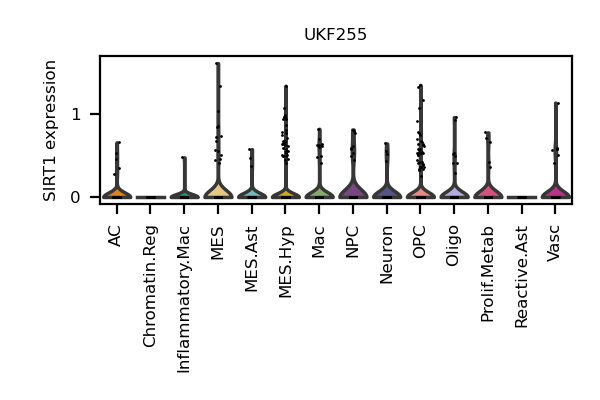 UKF255
SIRT1 expression
1
0
AC
Chromatin.Reg
Inflammatory.Mac
MES
MES.Ast
MES.Hyp
Mac
NPC
Neuron
OPC
Oligo
Prolif.Metab
Reactive.Ast
Vasc